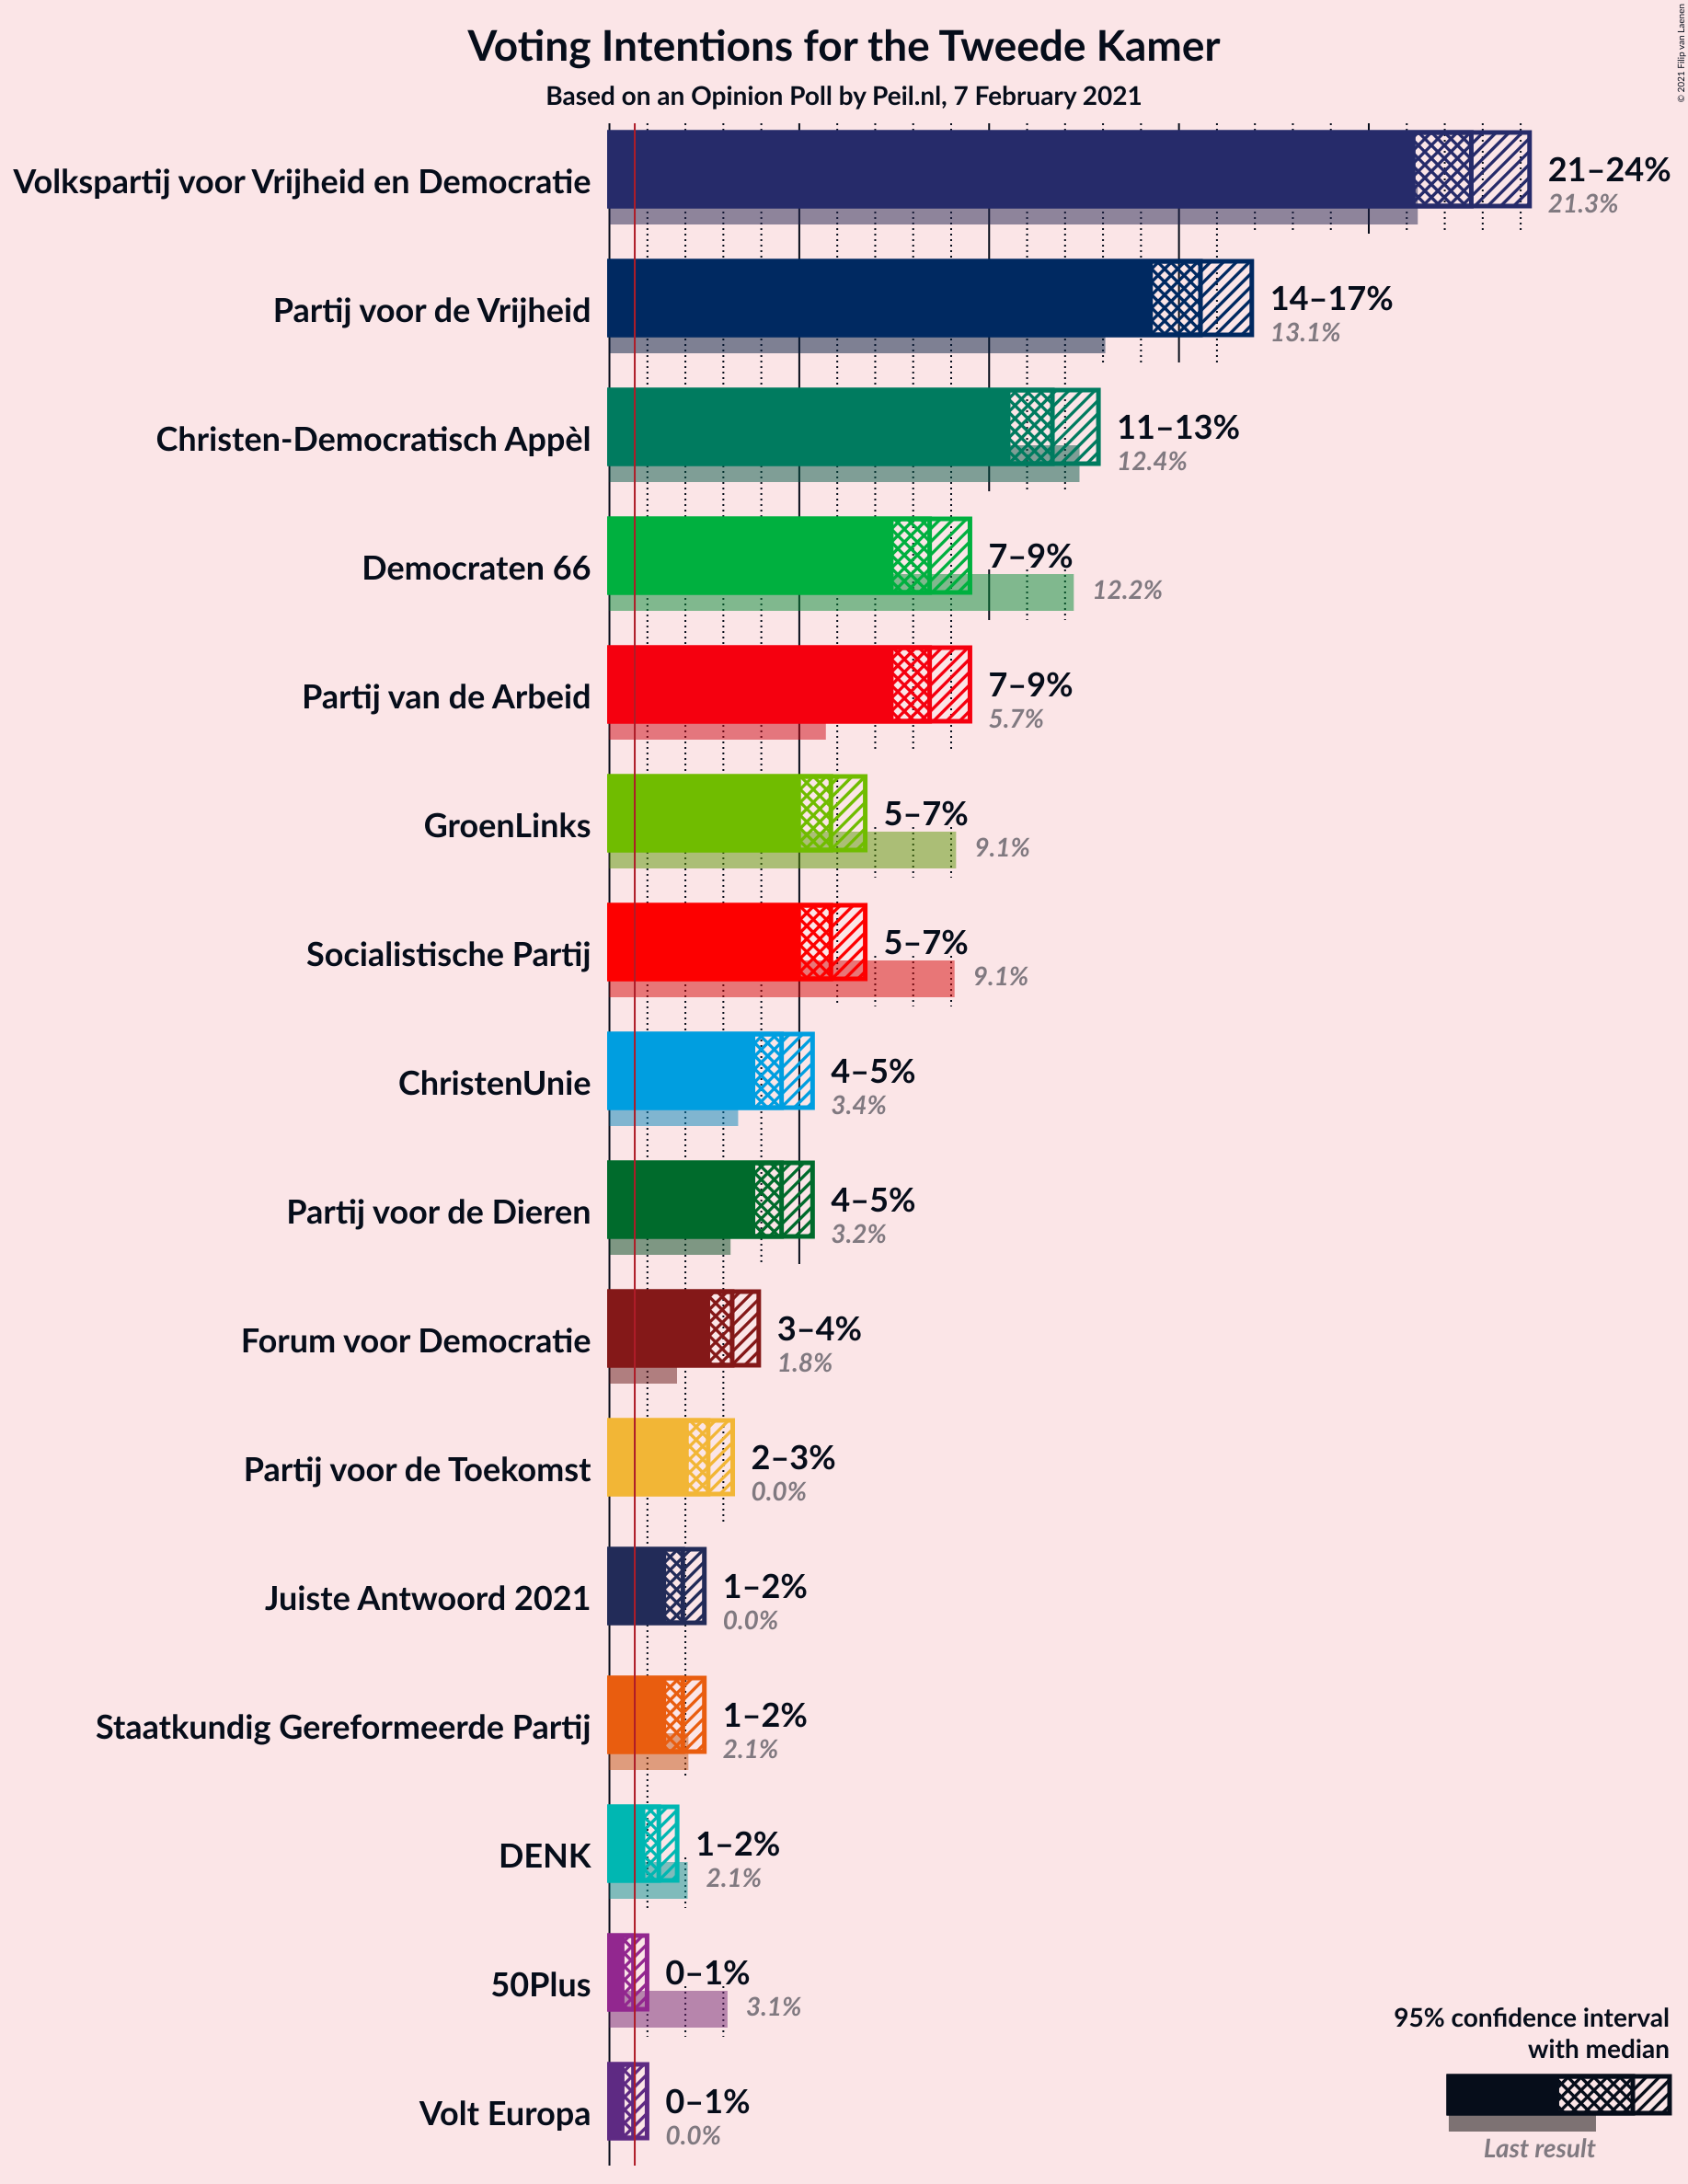 Voting Intentions for the Tweede Kamer
Based on an Opinion Poll by Peil.nl, 7 February 2021
© 2021 Filip van Laenen
Volkspartij voor Vrijheid en Democratie
21–24%
21.3%
Partij voor de Vrijheid
14–17%
13.1%
Christen-Democratisch Appèl
11–13%
12.4%
Democraten 66
7–9%
12.2%
Partij van de Arbeid
7–9%
5.7%
GroenLinks
5–7%
9.1%
Socialistische Partij
5–7%
9.1%
ChristenUnie
4–5%
3.4%
Partij voor de Dieren
4–5%
3.2%
Forum voor Democratie
3–4%
1.8%
Partij voor de Toekomst
2–3%
0.0%
Juiste Antwoord 2021
1–2%
0.0%
Staatkundig Gereformeerde Partij
1–2%
2.1%
DENK
1–2%
2.1%
50Plus
0–1%
3.1%
Volt Europa
0–1%
0.0%
95% confidence interval
with median
Last result